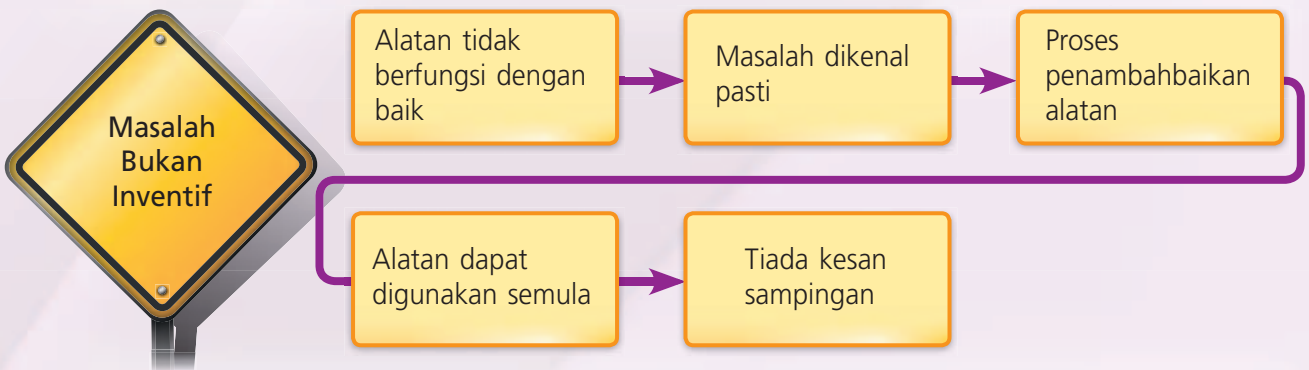 Masalah
Bukan
Inventif
Alatan tidak
berfungsi dengan
baik
Masalah dikenal
pasti
Proses
penambahbaikan
alatan
Alatan dapat
digunakan semula
Tiada kesan
sampingan